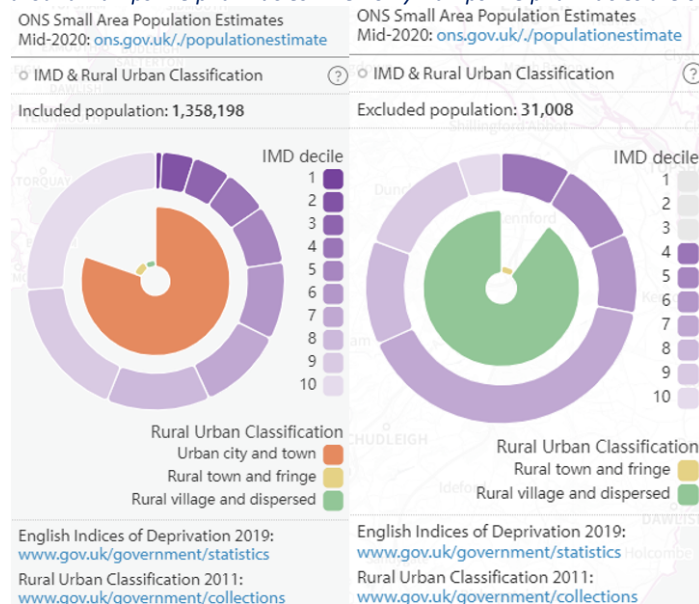 ONS Small Area Population Estimates
Mid-2020: ons.gov.uk/./populationestimate
IMD & Rural Urban Classification ?
Included population: 1,358,198
IMD decile
1
2
3
4
5
6
7
8
9
10
Rural Urban Classification
Urban city and town
Rural town and fringe
Rural village and dispersed
English Indices of Deprivation 2019:
www.gov.uk/government/statistics
Rural Urban Classification 2011:
www.gov.uk/government/collections
ONS Small Area Population Estimates
Mid-2020: ons.gov.uk/./populationestimate
IMD & Rural Urban Classification ?
Excluded population: 31,008
IMD decile
1
2
3
4
5
6
7
8
9
10
Rural Urban Classification
Rural town and fringe
Rural village and dispersed
English Indices of Deprivation 2019:
www.gov.uk/government/statistics
Rural Urban Classification 2011:
www.gov.uk/government/collections
DAWLISH
CHUDLEIGH
Shillingford Abbot
Holcombe